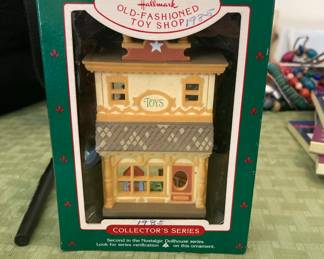 Hallmark
OLD-FASHIONED
TOY SHOP 1985
TOYS
1985
COLLECTOR'S SERIES
Second in the Nostalgic Dollhouse series.
Look for series verification on this ornament.